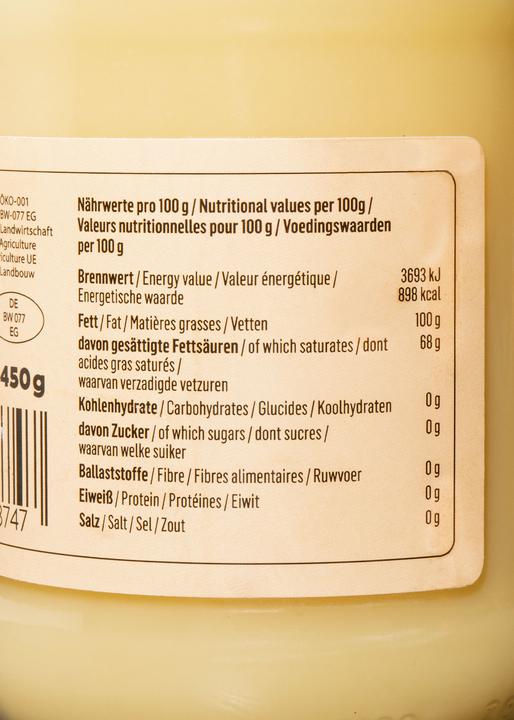 ÖKO-001
BW-077 EG
Landwirtschaft
Agriculture
riculture UE
Landbouw
DE
BW 077
EG
450g
3747
Nährwerte pro 100 g / Nutritional values per 100g /
Valeurs nutritionnelles pour 100 g / Voedingswaarden
per 100 g
Brennwert / Energy value / Valeur énergétique / 3693 kJ
Energetische waarde 898 kcal
Fett / Fat / Matières grasses / Vetten 100 g
davon gesättigte Fettsäuren / of which saturates / dont 68 g
acides gras saturés /
waarvan verzadigde vetzuren
Kohlenhydrate / Carbohydrates / Glucides / Koolhydraten 0 g
davon Zucker / of which sugars / dont sucres / 0 g
waarvan welke suiker
Ballaststoffe / Fibre / Fibres alimentaires / Ruwvoer 0 g
Eiweiß / Protein / Protéines / Eiwit 0 g
Salz / Salt / Sel / Zout 0 g